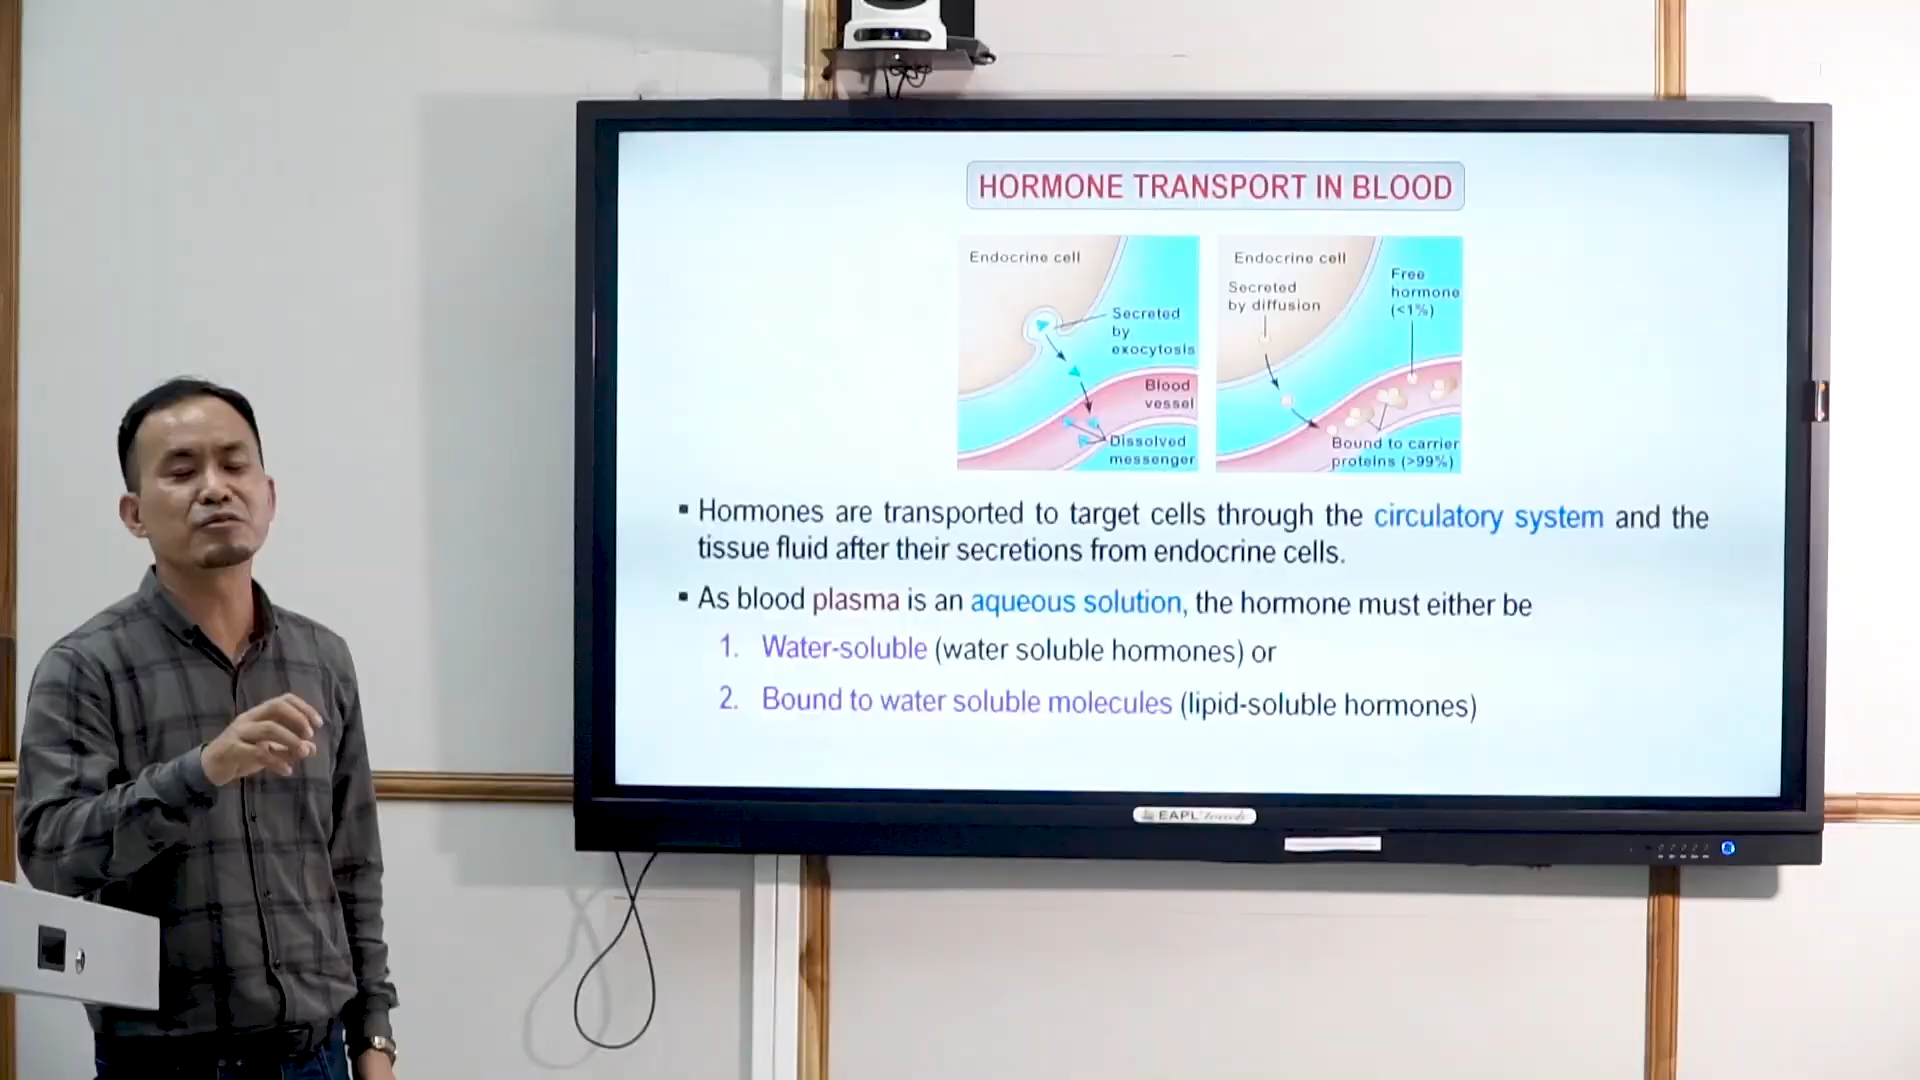 HORMONE TRANSPORT IN BLOOD
Endocrine cell
Secreted
by
exocytosis
Blood
vessel
Dissolved
messenger
Endocrine cell
Secreted
by diffusion
Free
hormone
(<1%)
Bound to carrier
proteins (>99%)
▪ Hormones are transported to target cells through the circulatory system and the
tissue fluid after their secretions from endocrine cells.
▪ As blood plasma is an aqueous solution, the hormone must either be
1. Water-soluble (water soluble hormones) or
2. Bound to water soluble molecules (lipid-soluble hormones)
EAPL touch